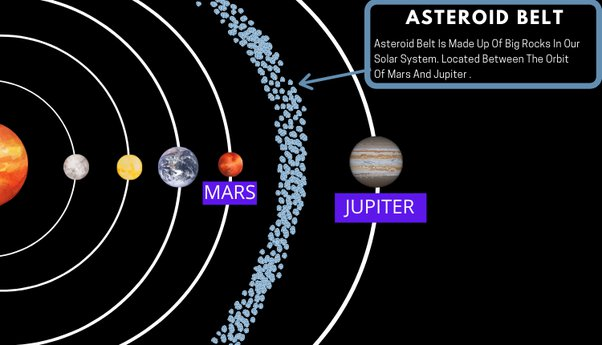 ASTEROID BELT
Asteroid Belt Is Made Up Of Big Rocks In Our
Solar System. Located Between The Orbit
Of Mars And Jupiter .
MARS
JUPITER